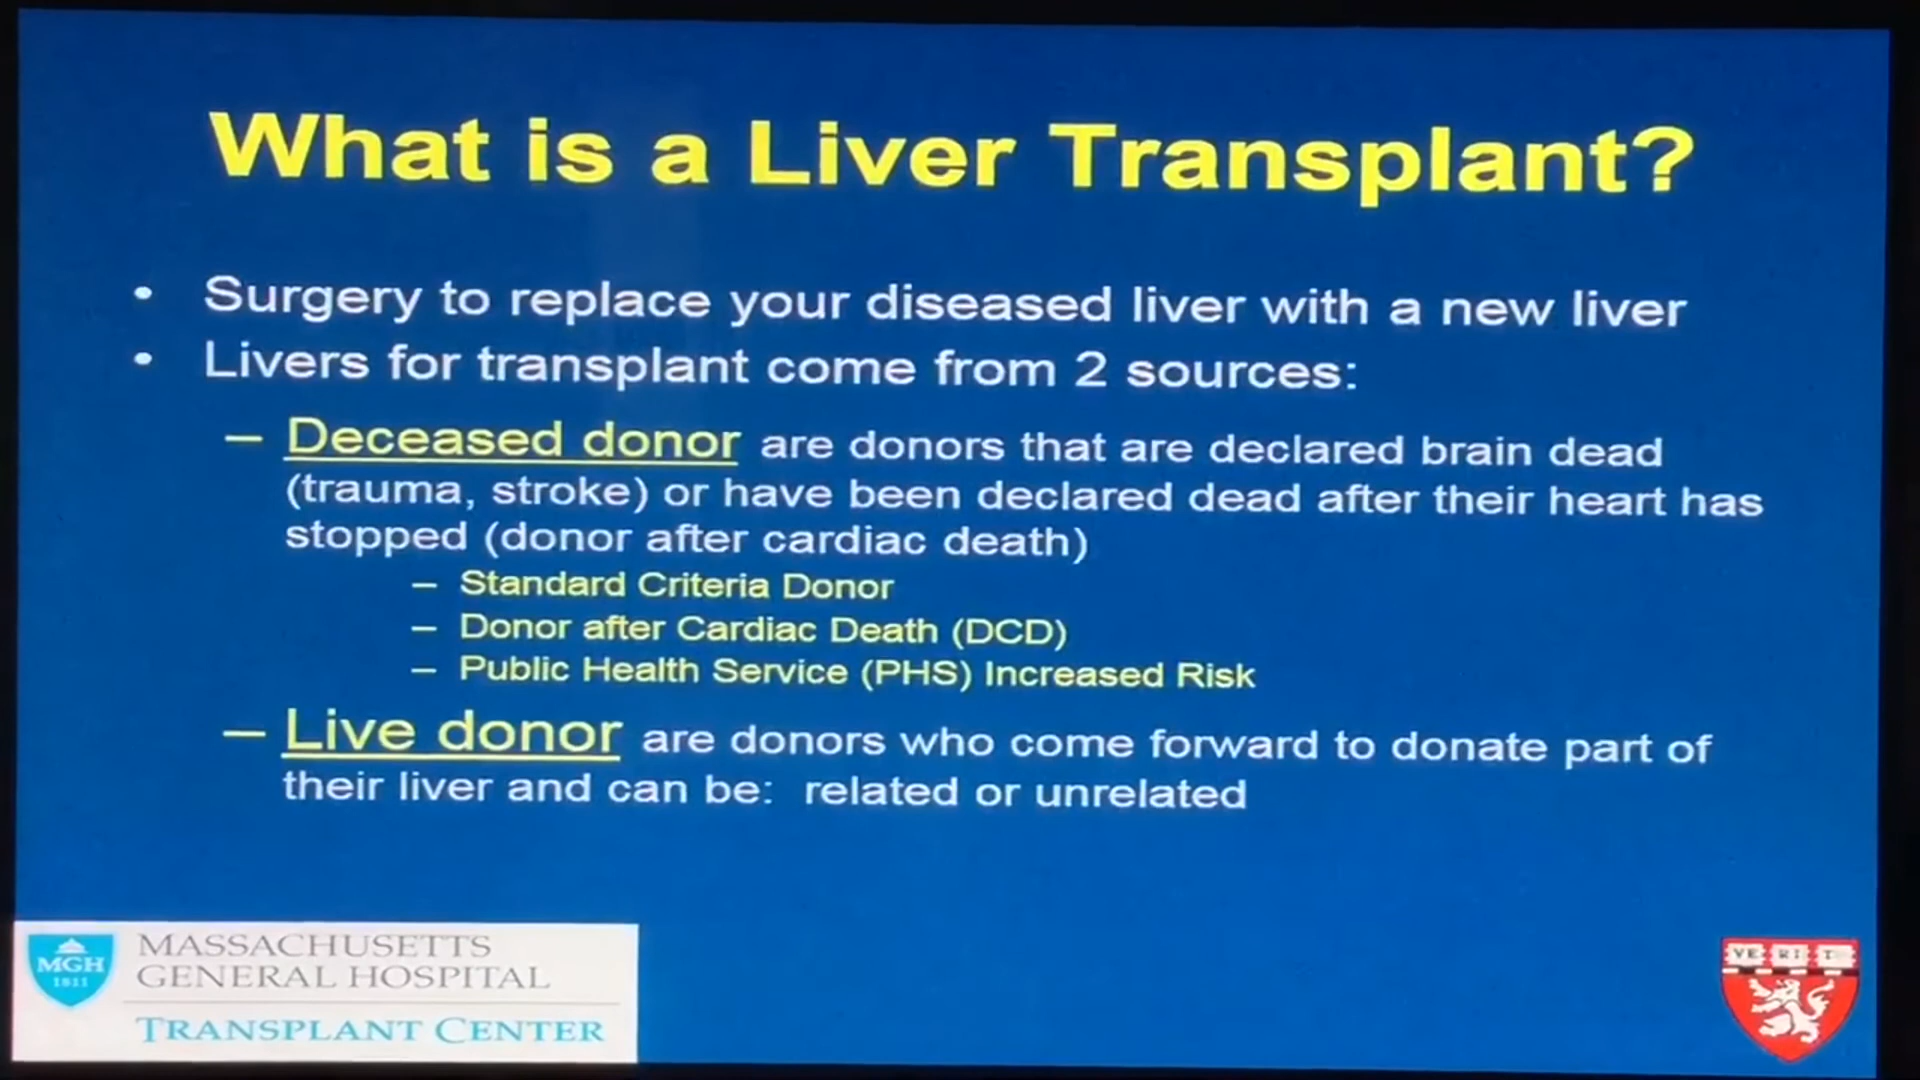 What is a Liver Transplant?
• Surgery to replace your diseased liver with a new liver
• Livers for transplant come from 2 sources:
– Deceased donor are donors that are declared brain dead
(trauma, stroke) or have been declared dead after their heart has
stopped (donor after cardiac death)
– Standard Criteria Donor
– Donor after Cardiac Death (DCD)
– Public Health Service (PHS) Increased Risk
– Live donor are donors who come forward to donate part of
their liver and can be: related or unrelated
MGH
1811
MASSACHUSETTS
GENERAL HOSPITAL
TRANSPLANT CENTER
VE RI T